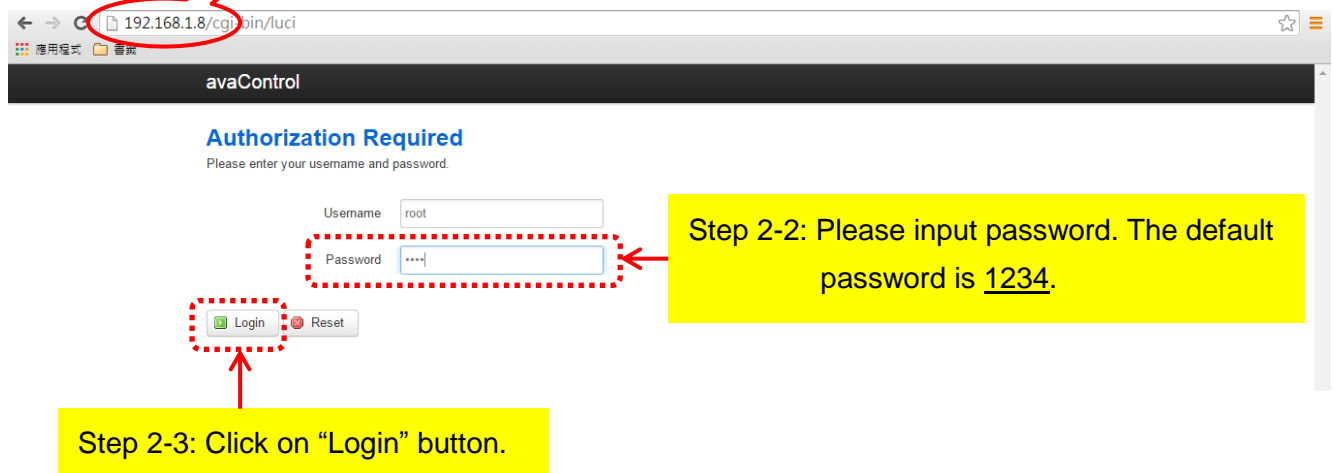 192.168.1.8/cgi-bin/luci
應用程式 書籤
avaControl
Authorization Required
Please enter your username and password.
Username root
Step 2-2: Please input password. The default
password is 1234.
Password ••••
Login Reset
Step 2-3: Click on “Login” button.